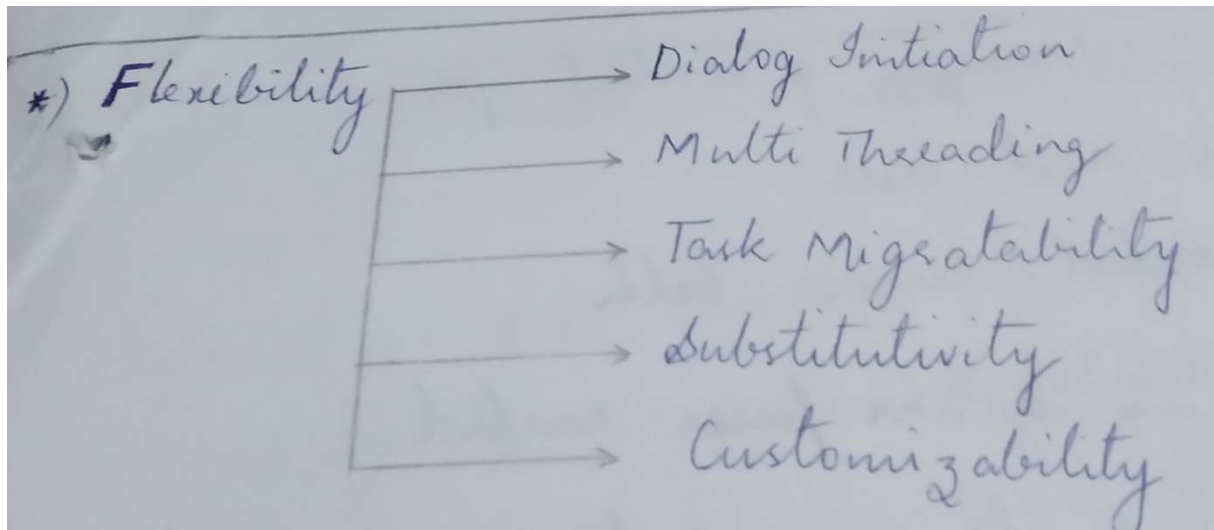 *) Flexibility
Dialog Initiation
Multi Threading
Task Migratability
Substitutivity
Customizability